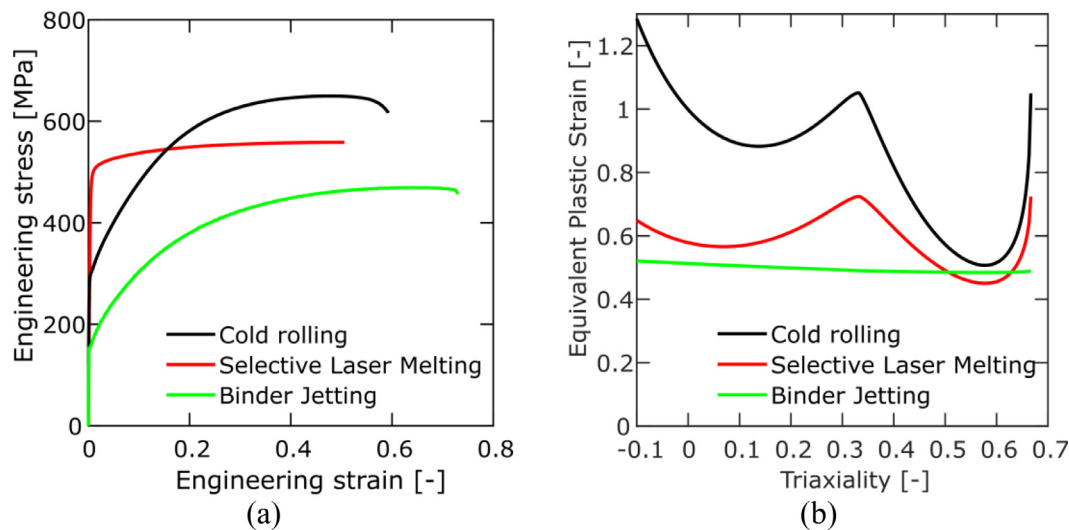 800
600
400
200
0
Engineering stress [MPa]
Cold rolling
Selective Laser Melting
Binder Jetting
0 0.2 0.4 0.6 0.8
Engineering strain [-]
(a)
1.2
1
0.8
0.6
0.4
0.2
0
Equivalent Plastic Strain [-]
Cold rolling
Selective Laser Melting
Binder Jetting
-0.1 0 0.1 0.2 0.3 0.4 0.5 0.6 0.7
Triaxiality [-]
(b)